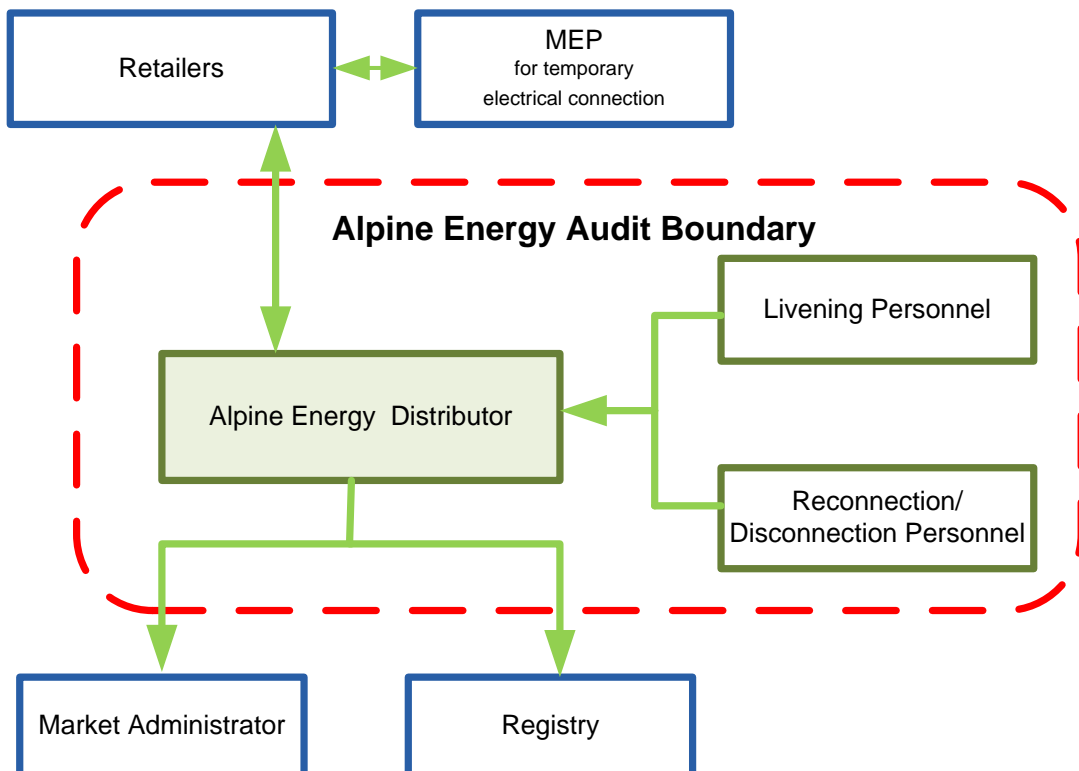 Retailers
MEP
for temporary
electrical connection
Alpine Energy Audit Boundary
Livening Personnel
Alpine Energy Distributor
Reconnection/
Disconnection Personnel
Market Administrator
Registry